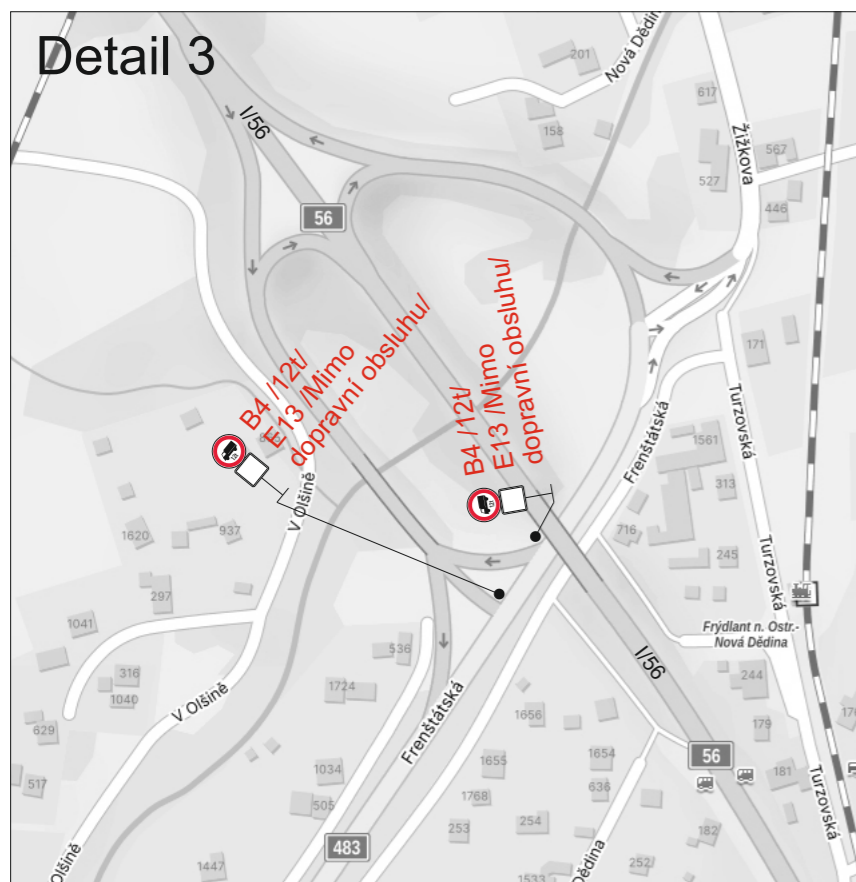 Detail 3
Nová Dědina
201
617
I/56
158
Žižkova
567
527
446
56
B4 /12t/
E 13 /Mimo
dopravní obsluhu/
B4 /12t/
E13 /Mimo
dopravní obsluhu/
171
Turzovská
Frenštátská
1561
313
V Olšině
937
1620
716
245
Turzovská
297
1041
Frýdlant n. Ostr.-
Nová Dědina
536
316
1040
1724
I/56
244
V Olšině
629
1656
179
Frenštátská
517
1034
1655
1654
56
181
505
1768
636
Turzovská
253
254
182
483
1447
Olšině
1533
252/
Dědina